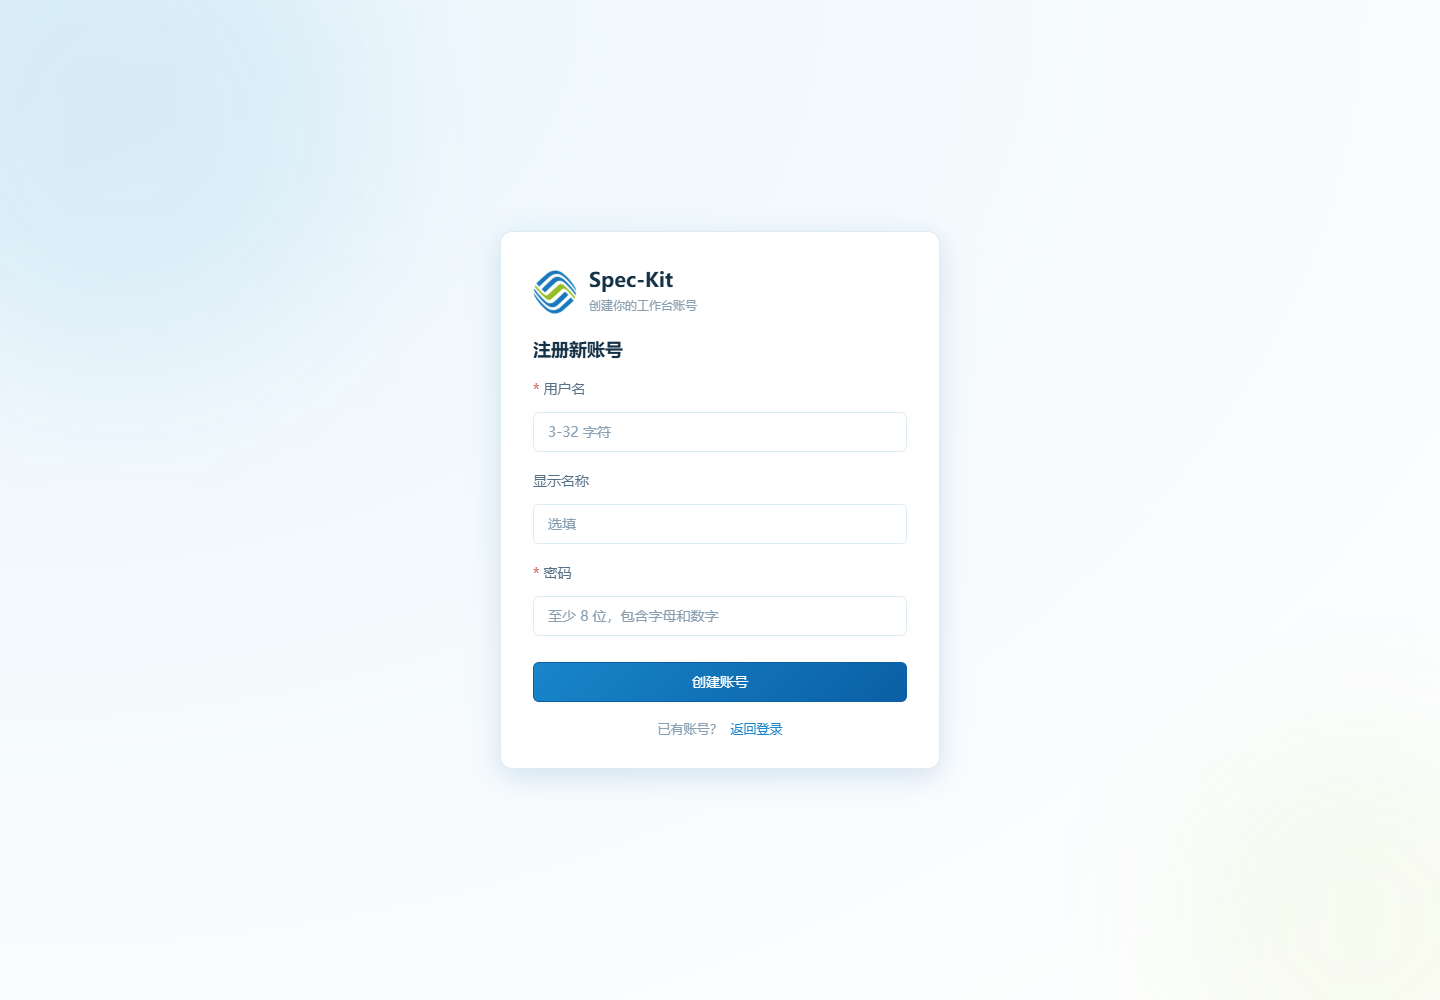 Spec-Kit
创建你的工作台账号
注册新账号
* 用户名
3-32 字符
显示名称
选填
* 密码
至少 8 位，包含字母和数字
创建账号
已有账号？ 返回登录